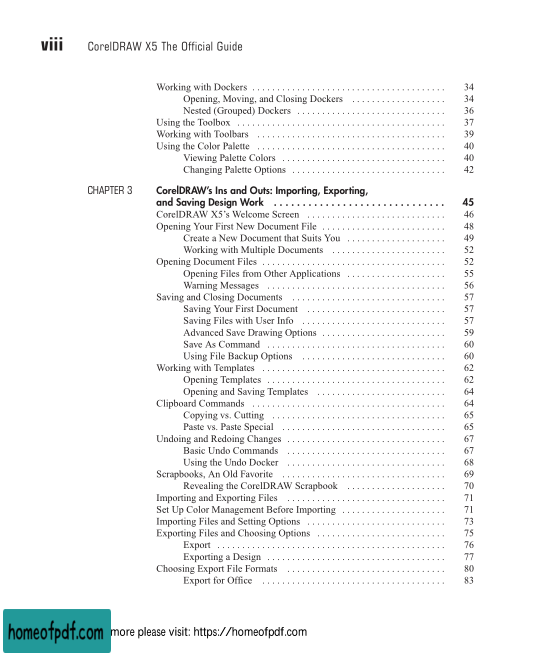 viii CorelDRAW X5 The Official Guide
Working with Dockers . . . . . . . . . . . . . . . . . . . . . . . . . . . . . . . . . . . . . . . 34
Opening, Moving, and Closing Dockers . . . . . . . . . . . . . . . . . . . 34
Nested (Grouped) Dockers . . . . . . . . . . . . . . . . . . . . . . . . . . . . . . 36
Using the Toolbox . . . . . . . . . . . . . . . . . . . . . . . . . . . . . . . . . . . . . . . . . . 37
Working with Toolbars . . . . . . . . . . . . . . . . . . . . . . . . . . . . . . . . . . . . . . 39
Using the Color Palette . . . . . . . . . . . . . . . . . . . . . . . . . . . . . . . . . . . . . . 40
Viewing Palette Colors . . . . . . . . . . . . . . . . . . . . . . . . . . . . . . . . . 40
Changing Palette Options . . . . . . . . . . . . . . . . . . . . . . . . . . . . . . . 42
CHAPTER 3 CorelDRAW's Ins and Outs: Importing, Exporting,
and Saving Design Work . . . . . . . . . . . . . . . . . . . . . . . . . . . . . 45
CorelDRAW X5's Welcome Screen . . . . . . . . . . . . . . . . . . . . . . . . . . . . 46
Opening Your First New Document File . . . . . . . . . . . . . . . . . . . . . . . . . 48
Create a New Document that Suits You . . . . . . . . . . . . . . . . . . . . 49
Working with Multiple Documents . . . . . . . . . . . . . . . . . . . . . . . 52
Opening Document Files . . . . . . . . . . . . . . . . . . . . . . . . . . . . . . . . . . . . . 52
Opening Files from Other Applications . . . . . . . . . . . . . . . . . . . . 55
Warning Messages . . . . . . . . . . . . . . . . . . . . . . . . . . . . . . . . . . . . 56
Saving and Closing Documents . . . . . . . . . . . . . . . . . . . . . . . . . . . . . . . 57
Saving Your First Document . . . . . . . . . . . . . . . . . . . . . . . . . . . . 57
Saving Files with User Info . . . . . . . . . . . . . . . . . . . . . . . . . . . . . 57
Advanced Save Drawing Options . . . . . . . . . . . . . . . . . . . . . . . . . 59
Save As Command . . . . . . . . . . . . . . . . . . . . . . . . . . . . . . . . . . . . 60
Using File Backup Options . . . . . . . . . . . . . . . . . . . . . . . . . . . . . 60
Working with Templates . . . . . . . . . . . . . . . . . . . . . . . . . . . . . . . . . . . . . 62
Opening Templates . . . . . . . . . . . . . . . . . . . . . . . . . . . . . . . . . . . . 62
Opening and Saving Templates . . . . . . . . . . . . . . . . . . . . . . . . . . 64
Clipboard Commands . . . . . . . . . . . . . . . . . . . . . . . . . . . . . . . . . . . . . . . 64
Copying vs. Cutting . . . . . . . . . . . . . . . . . . . . . . . . . . . . . . . . . . . 65
Paste vs. Paste Special . . . . . . . . . . . . . . . . . . . . . . . . . . . . . . . . . 65
Undoing and Redoing Changes . . . . . . . . . . . . . . . . . . . . . . . . . . . . . . . . 67
Basic Undo Commands . . . . . . . . . . . . . . . . . . . . . . . . . . . . . . . . 67
Using the Undo Docker . . . . . . . . . . . . . . . . . . . . . . . . . . . . . . . . 68
Scrapbooks, An Old Favorite . . . . . . . . . . . . . . . . . . . . . . . . . . . . . . . . . 69
Revealing the CorelDRAW Scrapbook . . . . . . . . . . . . . . . . . . . . 70
Importing and Exporting Files . . . . . . . . . . . . . . . . . . . . . . . . . . . . . . . . 71
Set Up Color Management Before Importing . . . . . . . . . . . . . . . . . . . . . 71
Importing Files and Setting Options . . . . . . . . . . . . . . . . . . . . . . . . . . . . 73
Exporting Files and Choosing Options . . . . . . . . . . . . . . . . . . . . . . . . . . 75
Export . . . . . . . . . . . . . . . . . . . . . . . . . . . . . . . . . . . . . . . . . . . . . . 76
Exporting a Design . . . . . . . . . . . . . . . . . . . . . . . . . . . . . . . . . . . . 77
Choosing Export File Formats . . . . . . . . . . . . . . . . . . . . . . . . . . . . . . . . 80
Export for Office . . . . . . . . . . . . . . . . . . . . . . . . . . . . . . . . . . . . . 83
homeofpdf.com more please visit: https://homeofpdf.com